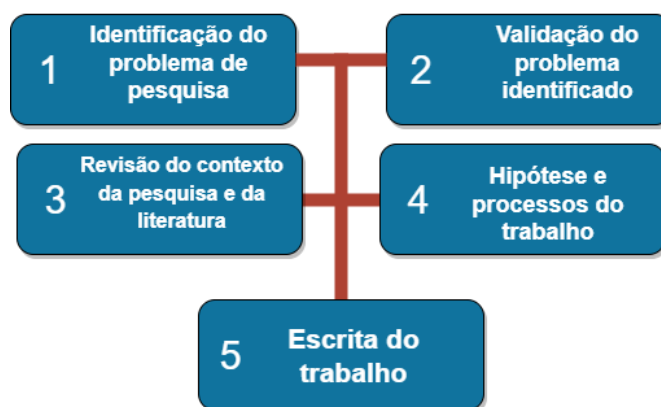 1
Identificação do
problema de
pesquisa
2
Validação do
problema
identificado
3
Revisão do contexto
da pesquisa e da
literatura
4
Hipótese e
processos do
trabalho
5
Escrita do
trabalho